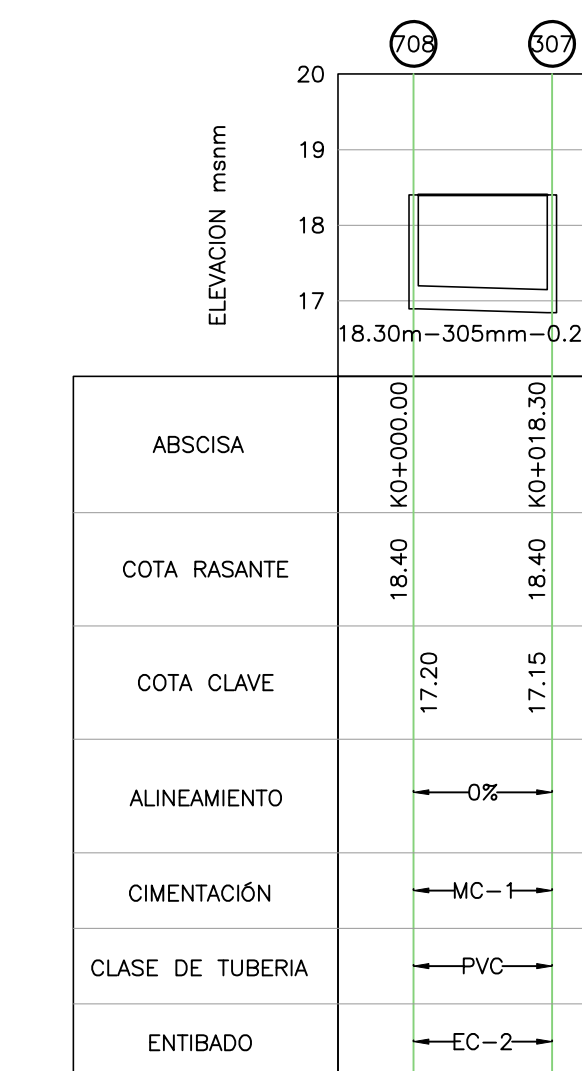 708 307
20
19
18
17
ELEVACION msnm
18.30m-305mm-0.2
ABSCISA K0+000.00 K0+018.30
COTA RASANTE 18.40 18.40
COTA CLAVE 17.20 17.15
ALINEAMIENTO 0%
CIMENTACIÓN MC-1
CLASE DE TUBERIA PVC
ENTIBADO EC-2